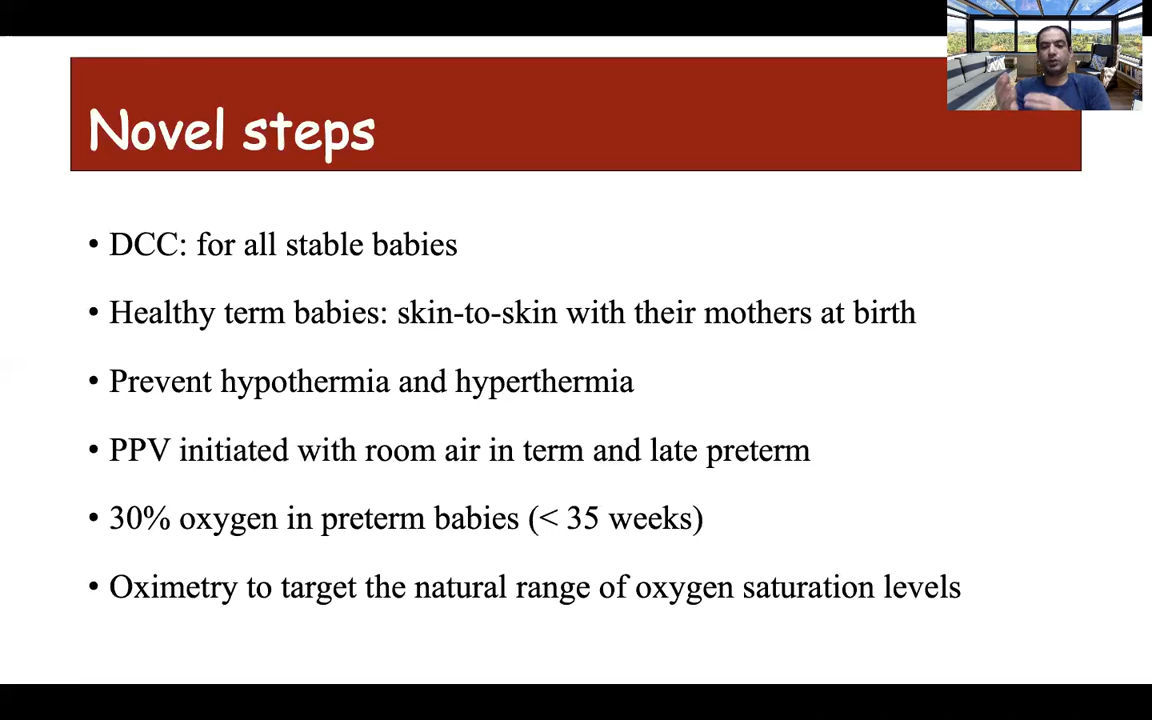 Novel steps
• DCC: for all stable babies
• Healthy term babies: skin-to-skin with their mothers at birth
• Prevent hypothermia and hyperthermia
• PPV initiated with room air in term and late preterm
• 30% oxygen in preterm babies (< 35 weeks)
• Oximetry to target the natural range of oxygen saturation levels